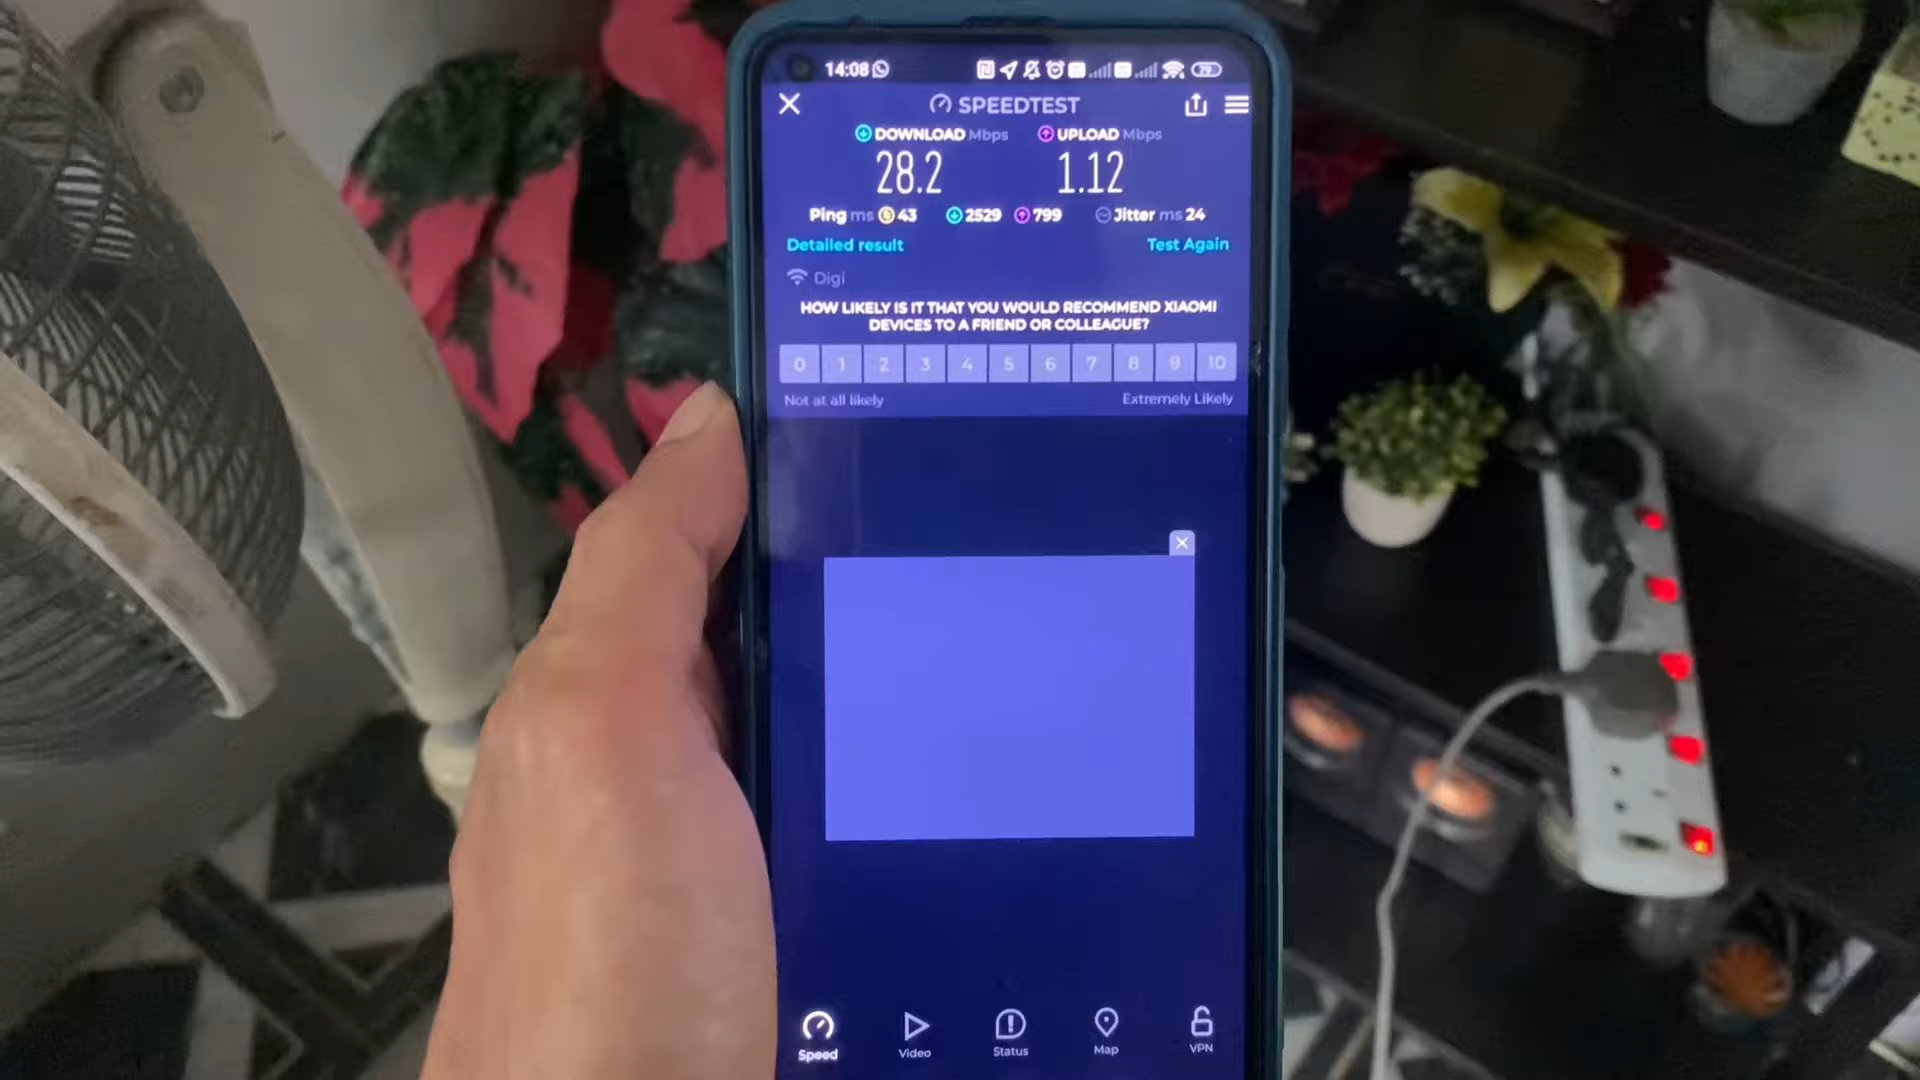 14:08
79
SPEEDTEST
DOWNLOAD Mbps UPLOAD Mbps
28.2 1.12
Ping ms 43 2529 799 Jitter ms 24
Detailed result Test Again
Digi
HOW LIKELY IS IT THAT YOU WOULD RECOMMEND XIAOMI
DEVICES TO A FRIEND OR COLLEAGUE?
0 1 2 3 4 5 6 7 8 9 10
Not at all likely Extremely Likely
Speed Video Status Map VPN